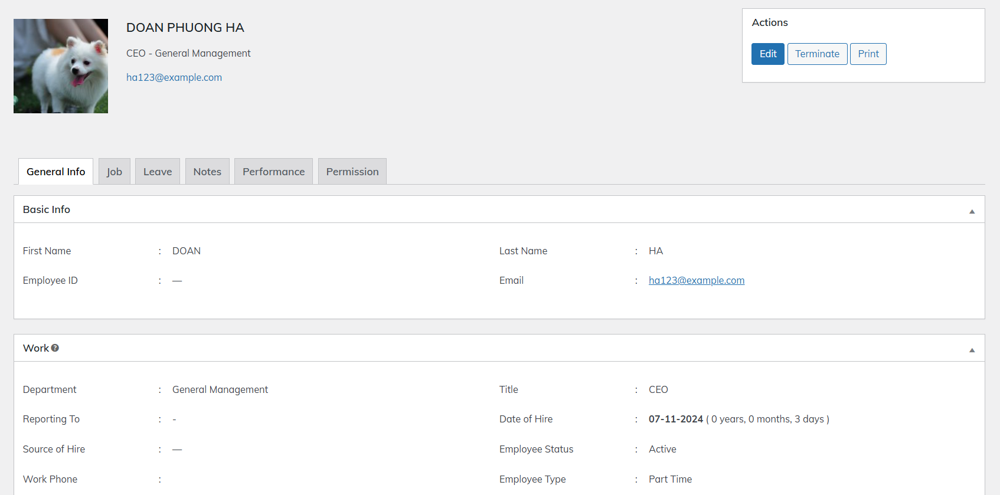 DOAN PHUONG HA
CEO - General Management
ha123@example.com
Actions
Edit Terminate Print
General Info Job Leave Notes Performance Permission
Basic Info
First Name : DOAN Last Name : HA
Employee ID : — Email : ha123@example.com
Work
Department : General Management Title : CEO
Reporting To : - Date of Hire : 07-11-2024 ( 0 years, 0 months, 3 days )
Source of Hire : — Employee Status : Active
Work Phone : Employee Type : Part Time